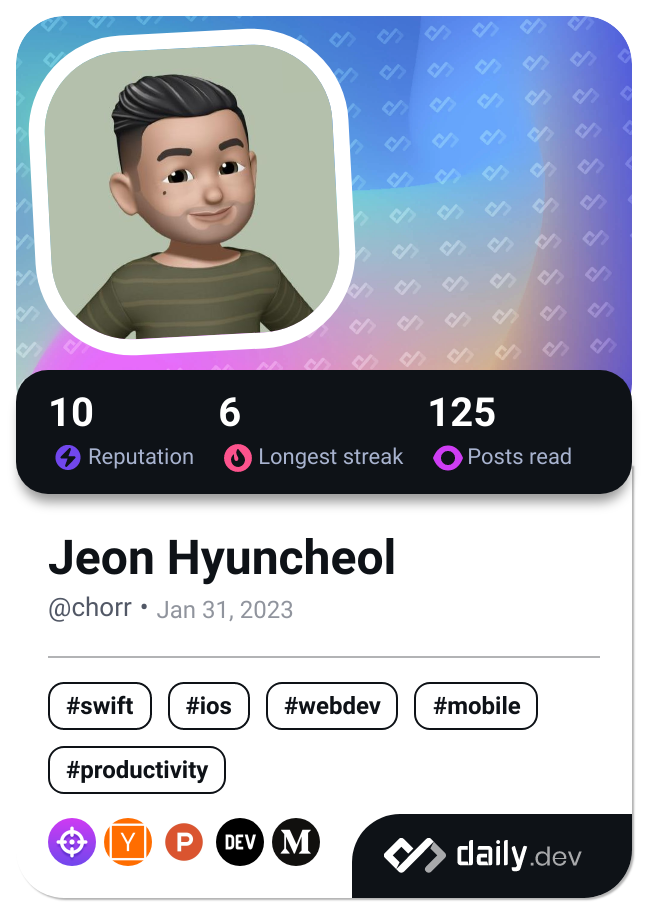 10 6 125
Reputation Longest streak Posts read
Jeon Hyuncheol
@chorr • Jan 31, 2023
#swift #ios #webdev #mobile
#productivity
Y P DEV M
daily.dev